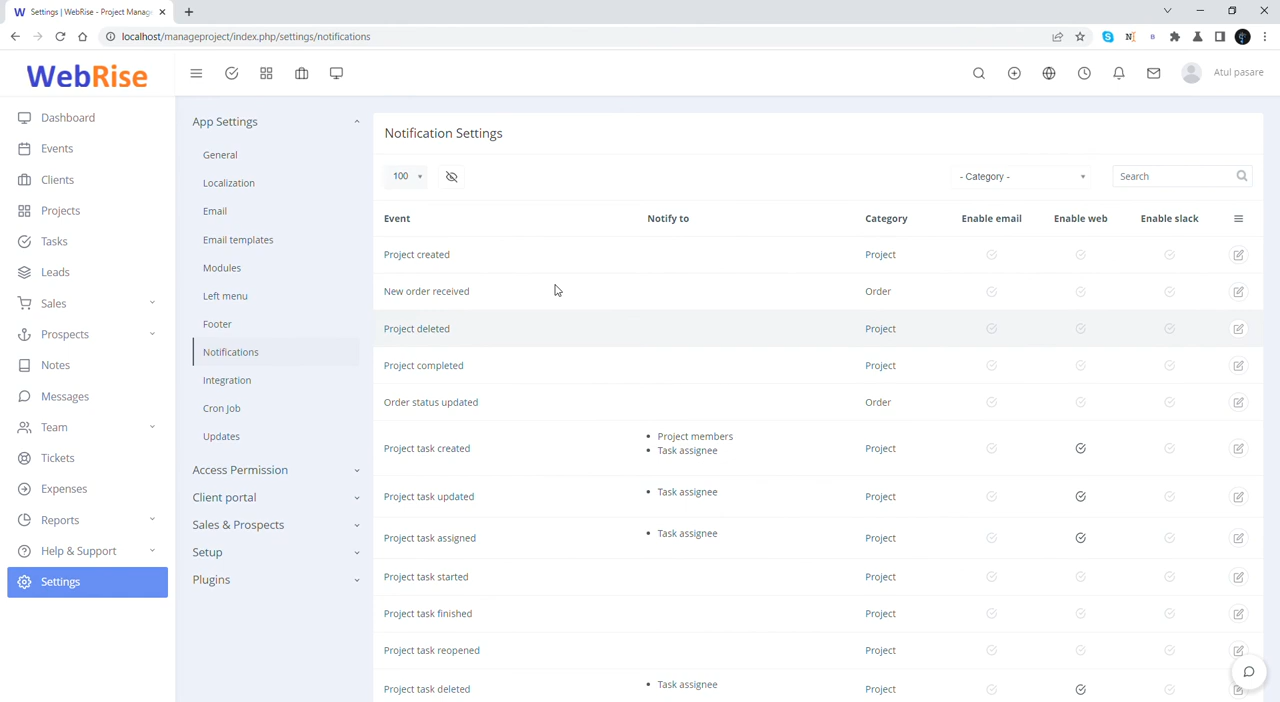 Settings | WebRise - Project Manag
localhost/manageproject/index.php/settings/notifications
WebRise
Atul pasare
Dashboard
Events
Clients
Projects
Tasks
Leads
Sales
Prospects
Notes
Messages
Team
Tickets
Expenses
Reports
Help & Support
Settings
App Settings
General
Localization
Email
Email templates
Modules
Left menu
Footer
Notifications
Integration
Cron Job
Updates
Access Permission
Client portal
Sales & Prospects
Setup
Plugins
Notification Settings
100
- Category -
Search
Event Notify to Category Enable email Enable web Enable slack
Project created Project
New order received Order
Project deleted Project
Project completed Project
Order status updated Order
Project task created • Project members Project
• Task assignee
Project task updated • Task assignee Project
Project task assigned • Task assignee Project
Project task started Project
Project task finished Project
Project task reopened Project
Project task deleted • Task assignee Project